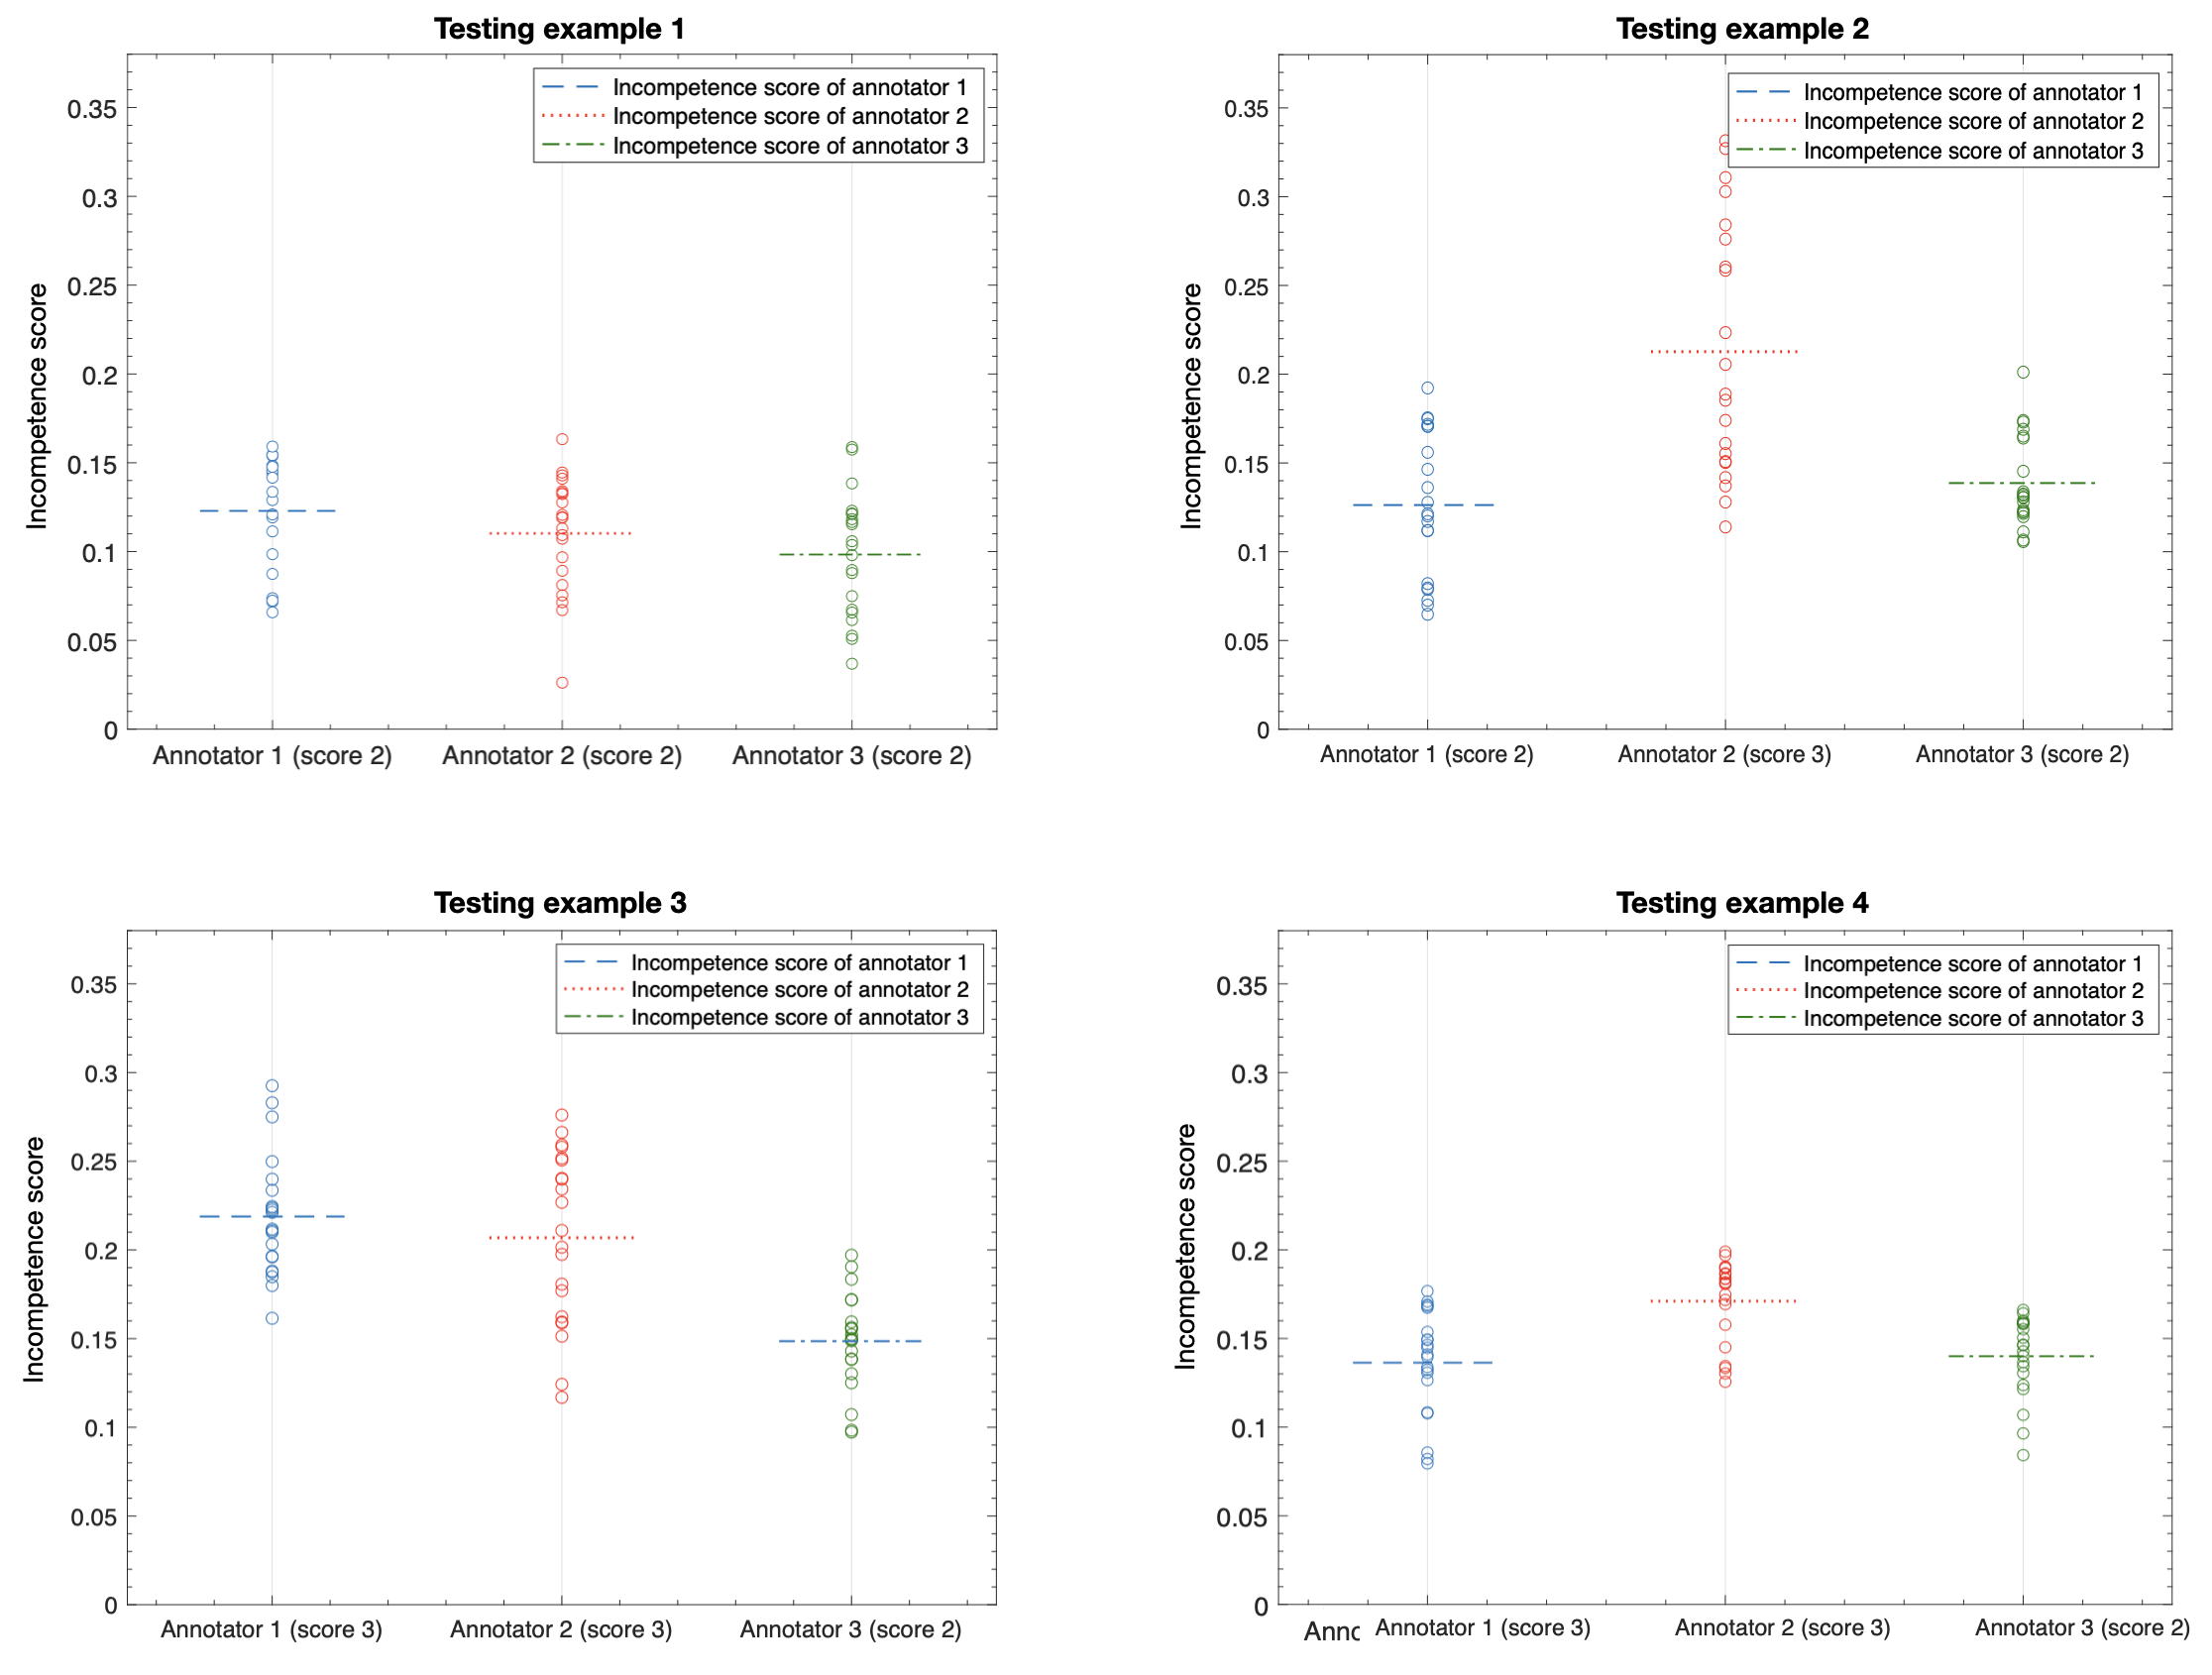 Testing example 1
Incompetence score
0.35
0.3
0.25
0.2
0.15
0.1
0.05
0
Incompetence score of annotator 1
Incompetence score of annotator 2
Incompetence score of annotator 3
Annotator 1 (score 2) Annotator 2 (score 2) Annotator 3 (score 2)
Testing example 2
Incompetence score
0.35
0.3
0.25
0.2
0.15
0.1
0.05
0
Incompetence score of annotator 1
Incompetence score of annotator 2
Incompetence score of annotator 3
Annotator 1 (score 2) Annotator 2 (score 3) Annotator 3 (score 2)
Testing example 3
Incompetence score
0.35
0.3
0.25
0.2
0.15
0.1
0.05
0
Incompetence score of annotator 1
Incompetence score of annotator 2
Incompetence score of annotator 3
Annotator 1 (score 3) Annotator 2 (score 3) Annotator 3 (score 2)
Testing example 4
Incompetence score
0.35
0.3
0.25
0.2
0.15
0.1
0.05
0
Incompetence score of annotator 1
Incompetence score of annotator 2
Incompetence score of annotator 3
Annotator 1 (score 3) Annotator 2 (score 3) Annotator 3 (score 2)